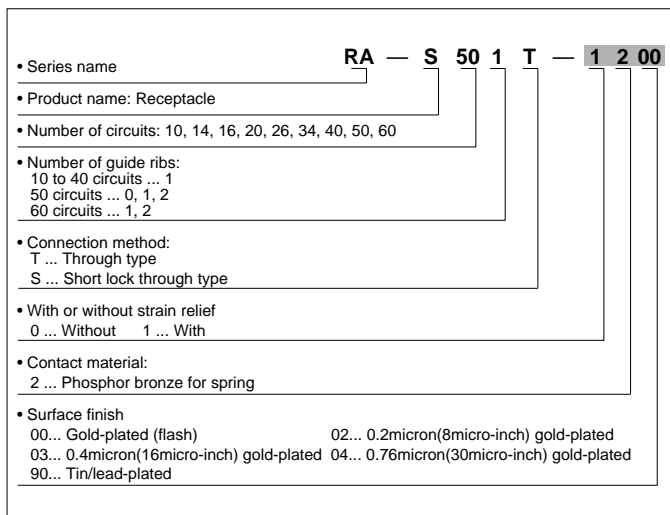 RA — S 50 1 T — 1 2 00
• Series name
• Product name: Receptacle
• Number of circuits: 10, 14, 16, 20, 26, 34, 40, 50, 60
• Number of guide ribs:
10 to 40 circuits ... 1
50 circuits ... 0, 1, 2
60 circuits ... 1, 2
• Connection method:
T ... Through type
S ... Short lock through type
• With or without strain relief
0 ... Without 1 ... With
• Contact material:
2 ... Phosphor bronze for spring
• Surface finish
00... Gold-plated (flash) 02... 0.2micron(8micro-inch) gold-plated
03... 0.4micron(16micro-inch) gold-plated 04... 0.76micron(30micro-inch) gold-plated
90... Tin/lead-plated